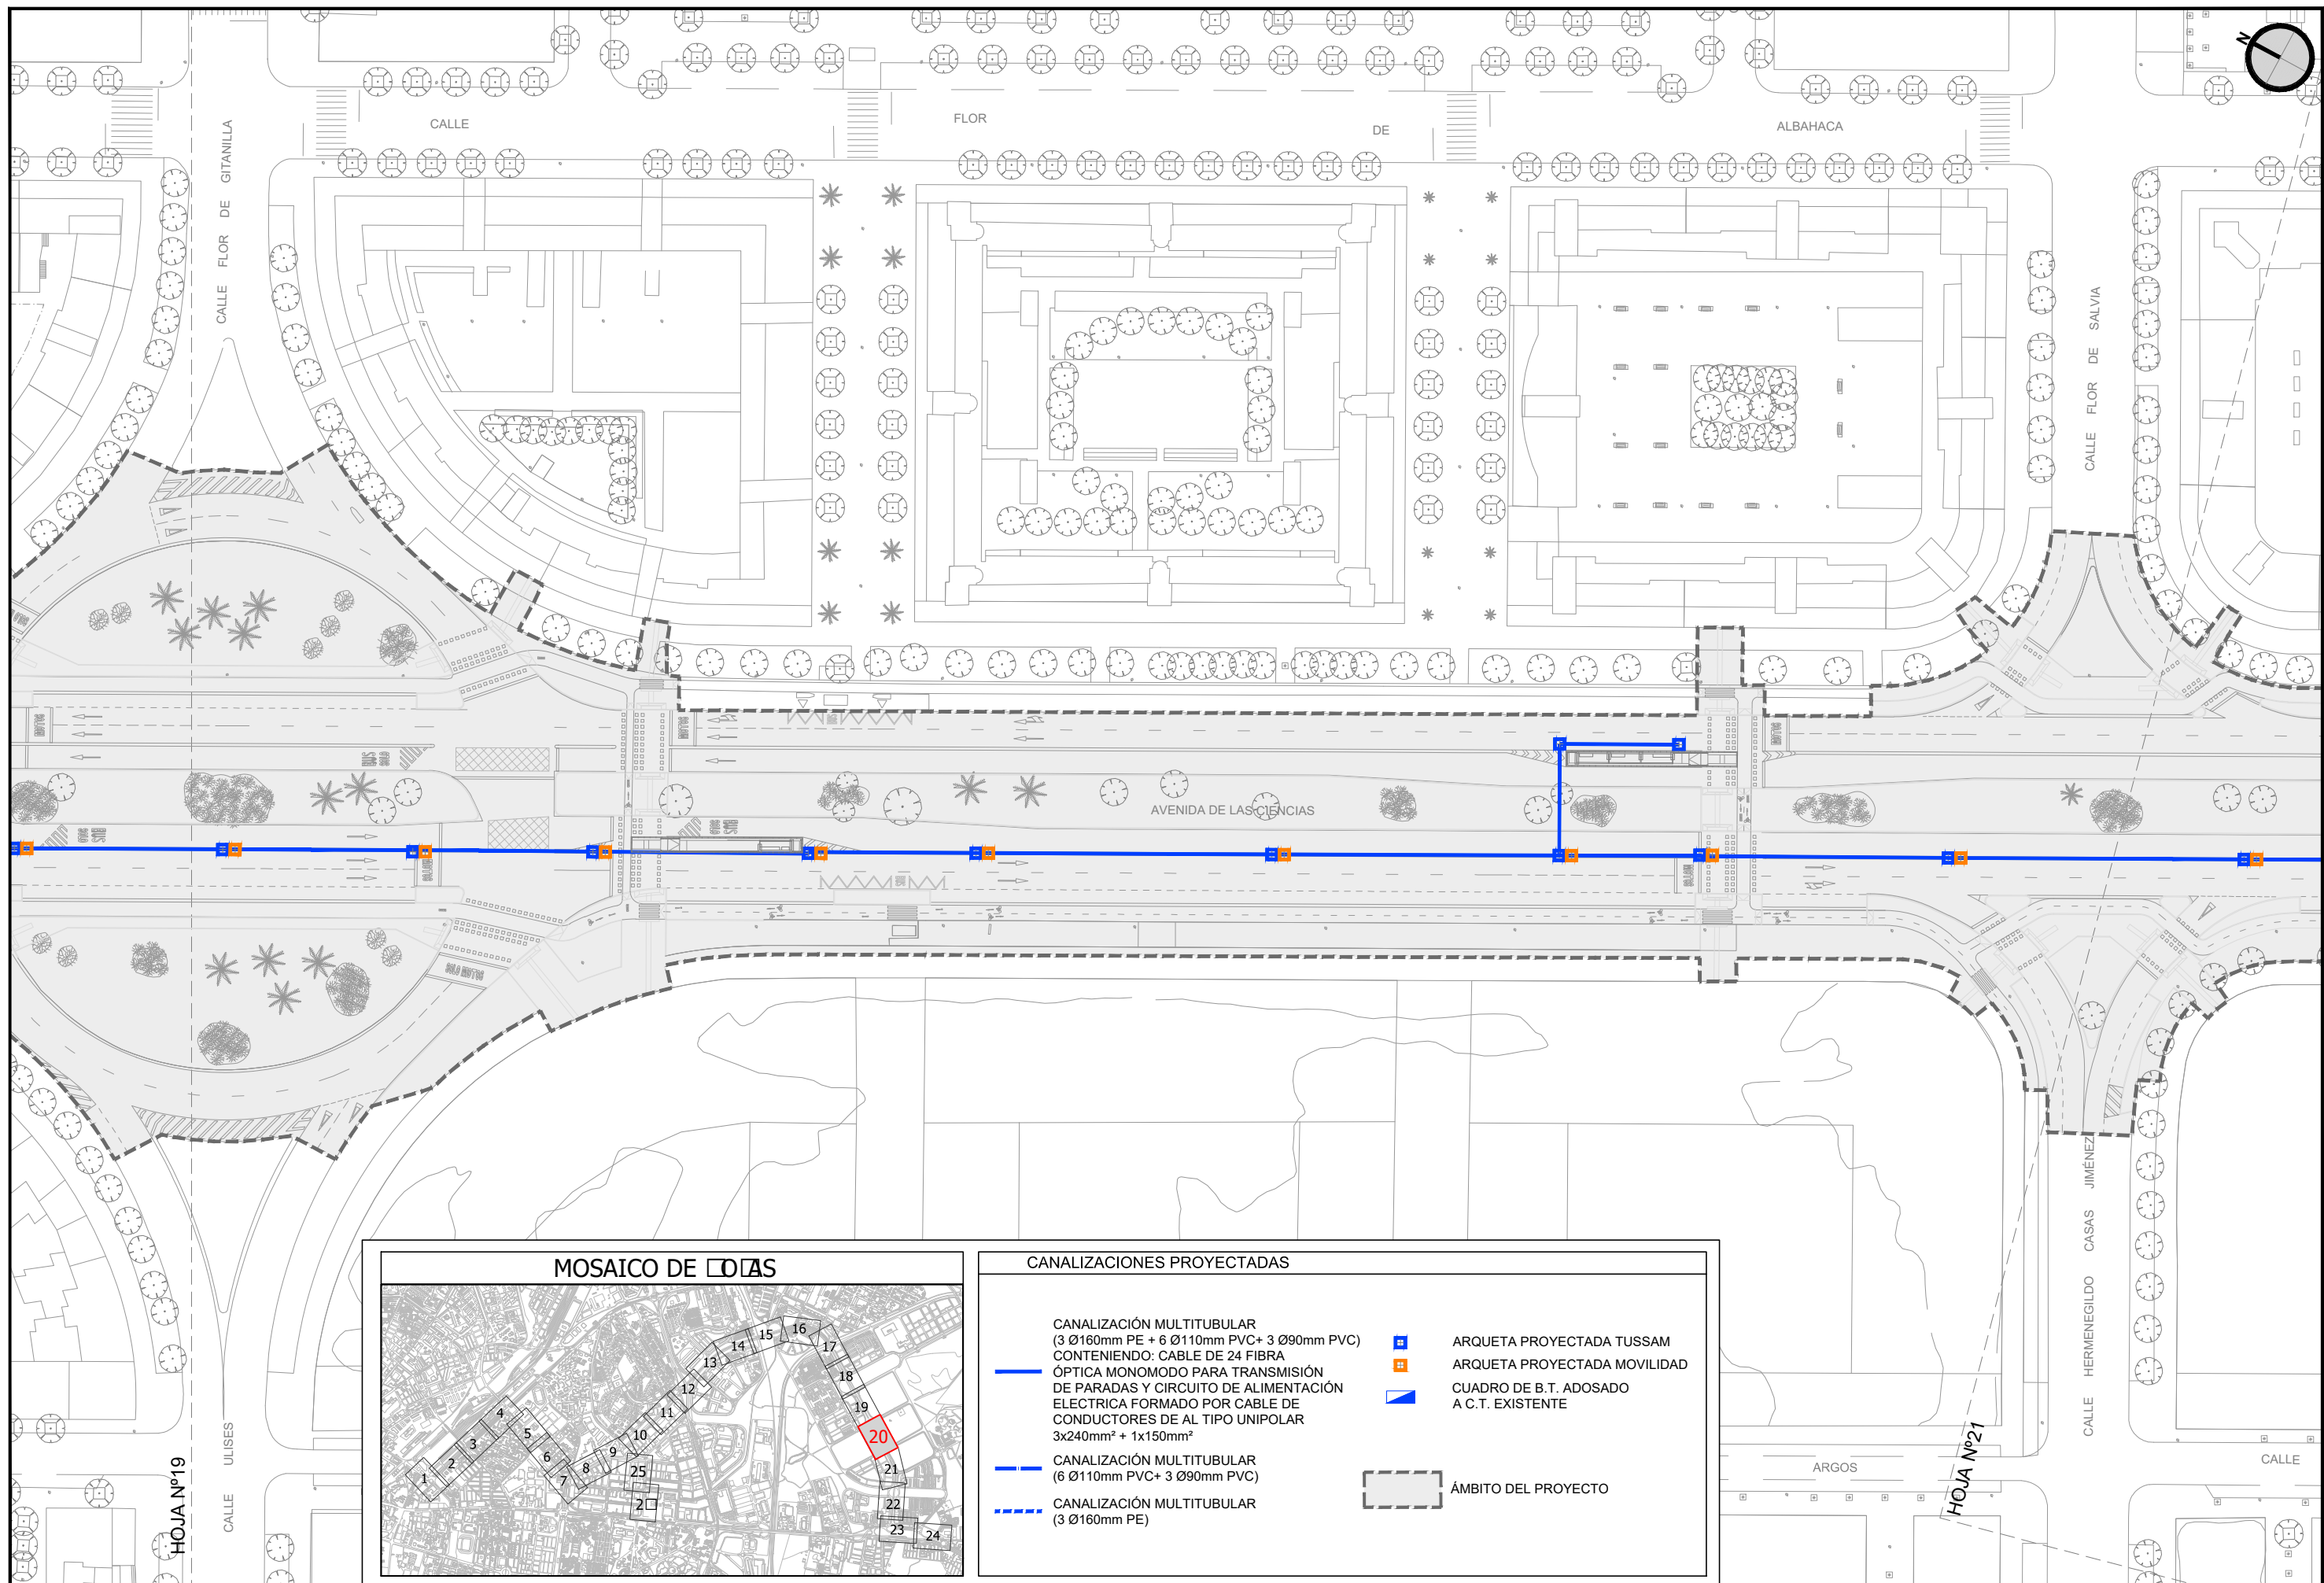 N
CALLE FLOR DE ALBAHACA
CALLE FLOR DE GITANILLA
CALLE FLOR DE SALVIA
AVENIDA DE LAS CIENCIAS
CALLE HERMENEGILDO CASAS JIMÉNEZ
CALLE ULISES
HOJA Nº19
HOJA Nº21
ARGOS
CALLE
MOSAICO DE □O□AS
1
2
3
4
5
6
7
8
9
10
11
12
13
14
15
16
17
18
19
20
21
22
23
24
25
2□
CANALIZACIONES PROYECTADAS
CANALIZACIÓN MULTITUBULAR
(3 Ø160mm PE + 6 Ø110mm PVC+ 3 Ø90mm PVC)
CONTENIENDO: CABLE DE 24 FIBRA
ÓPTICA MONOMODO PARA TRANSMISIÓN
DE PARADAS Y CIRCUITO DE ALIMENTACIÓN
ELECTRICA FORMADO POR CABLE DE
CONDUCTORES DE AL TIPO UNIPOLAR
3x240mm² + 1x150mm²
CANALIZACIÓN MULTITUBULAR
(6 Ø110mm PVC+ 3 Ø90mm PVC)
CANALIZACIÓN MULTITUBULAR
(3 Ø160mm PE)
ARQUETA PROYECTADA TUSSAM
ARQUETA PROYECTADA MOVILIDAD
CUADRO DE B.T. ADOSADO
A C.T. EXISTENTE
ÁMBITO DEL PROYECTO